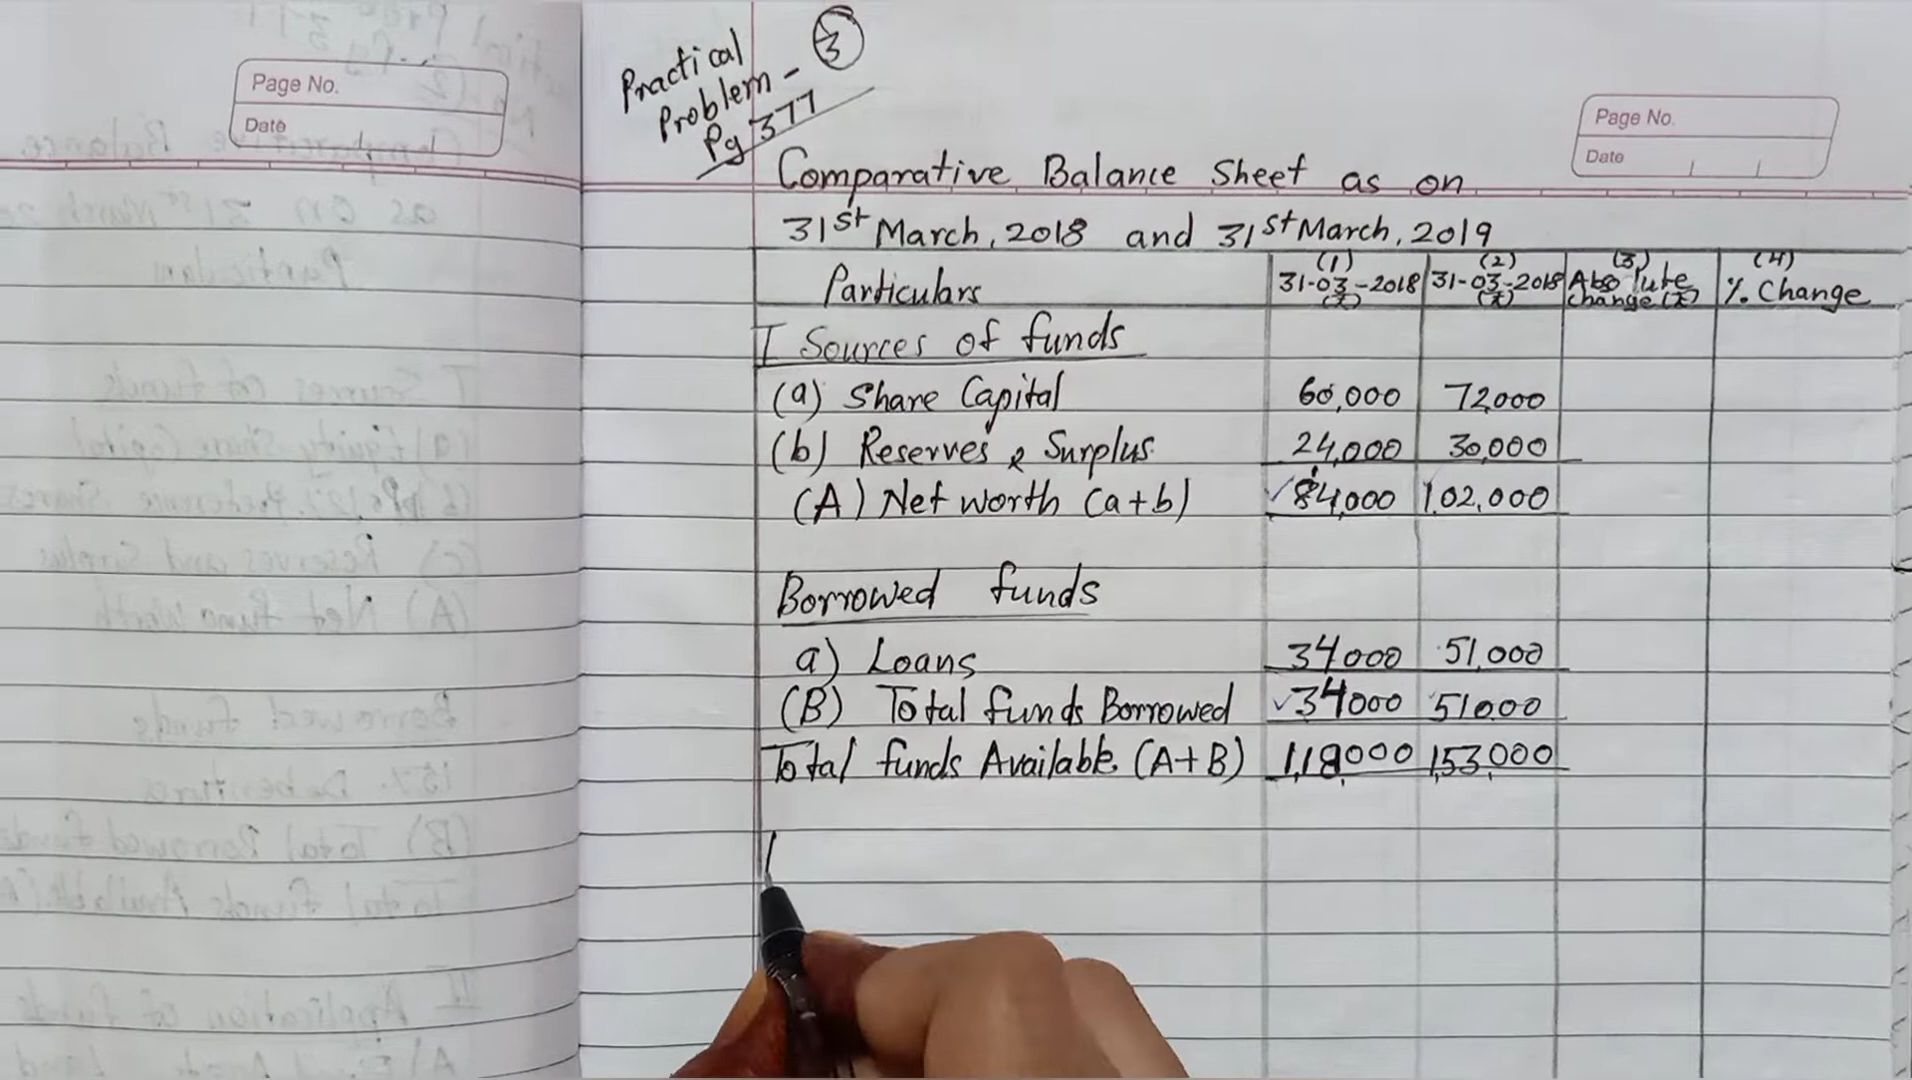 Page No.
Date
Practical
Problem - 3
Pg 377
Page No.
Date
Comparative Balance Sheet as on
31st March, 2018 and 31st March, 2019
Particulars (1) 31-03-2018 (₹) (2) 31-03-2018 (₹) (3) Absolute Change (₹) (4) % Change
I Sources of funds
(a) Share Capital 60,000 72,000
(b) Reserves & Surplus 24,000 30,000
(A) Net worth (a+b) 84,000 1,02,000
Borrowed funds
a) Loans 34000 51,000
(B) Total funds Borrowed 34000 51000
Total funds Available (A+B) 1,18,000 1,53,000